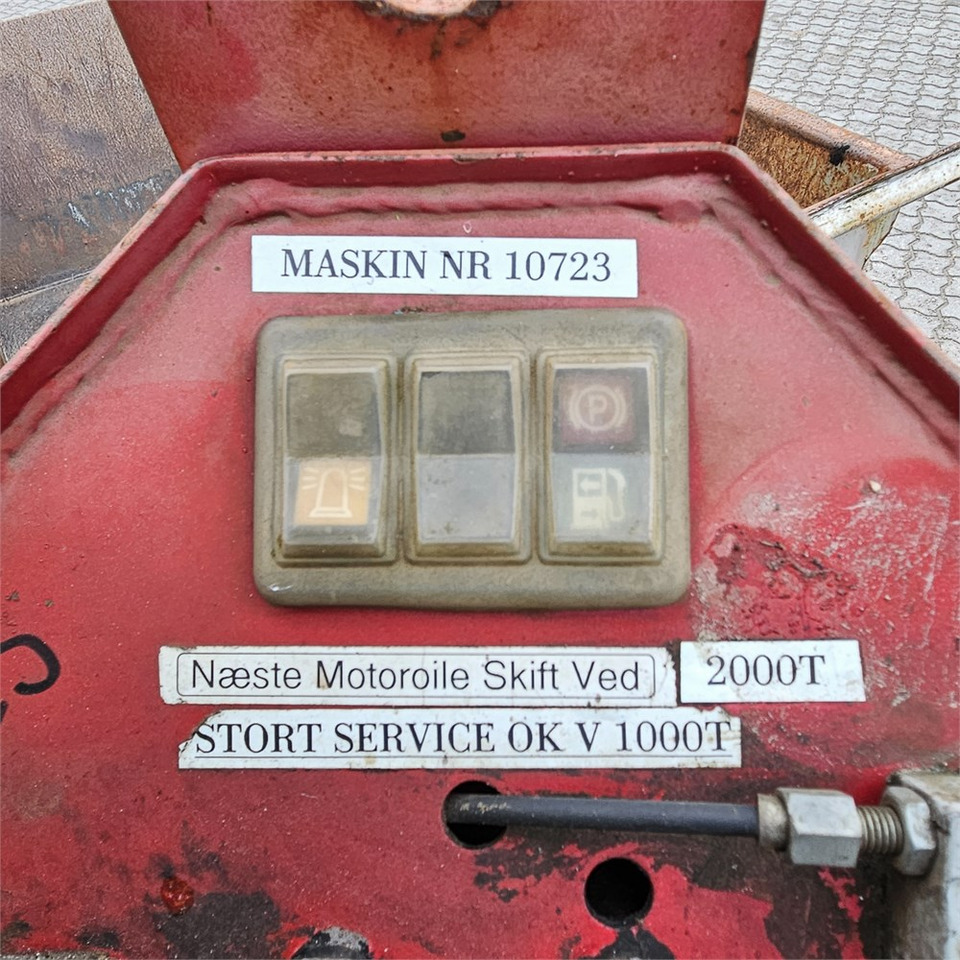 MASKIN NR 10723
P
Næste Motoroile Skift Ved 2000T
STORT SERVICE OK V 1000T